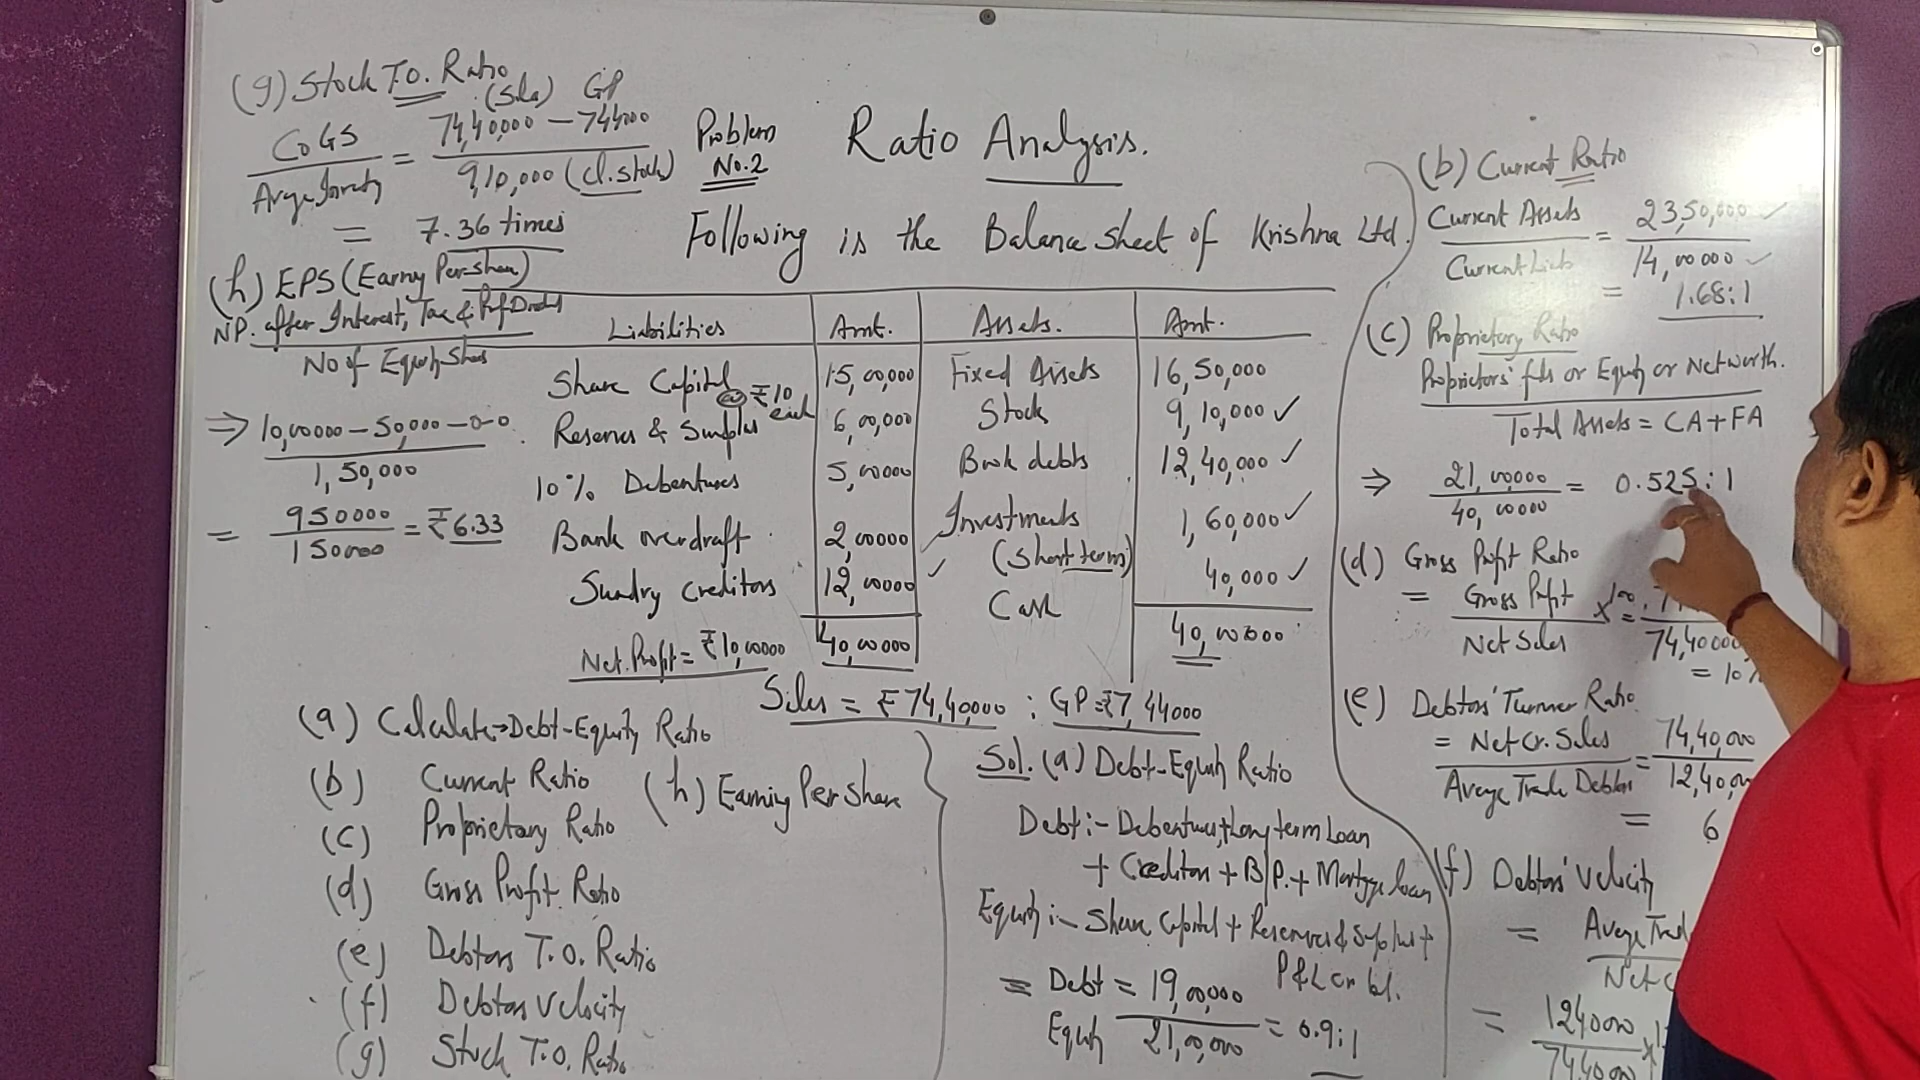 (g) Stock T.O. Ratio
(Sales) GP
COGS = 74,40,000 – 744000
9,10,000 (cl. stock)
= 7.36 times
Problem No.2
Ratio Analysis.
Following is the Balance Sheet of Krishna Ltd.
(h) EPS (Earning Per share)
NP. after Interest, Tax &
No of Equity Shares
⇒ 10,00000 – 50,000 – 0 – 0
1,50,000
= 950000 / 150000 = ₹6.33
Liabilities | Amt. | Assets. | Amt.
Share Capital @ ₹10 each | 15,00,000 | Fixed Assets | 16,50,000
Reserves & Surplus | 6,00,000 | Stock | 9,10,000 ✓
10% Debentures | 5,00000 | Book debts | 12,40,000 ✓
Bank overdraft | 2,00000 | Investments (Short term) | 1,60,000 ✓
Sundry Creditors | 12,00000 ✓ | Cash | 40,000 ✓
40,00000 | 40,00000
Net Profit = ₹10,00000
Sales = ₹74,40,000 : GP = ₹7,44000
(a) Calculate → Debt-Equity Ratio
(b) Current Ratio
(c) Proprietary Ratio
(d) Gross Profit Ratio
(e) Debtors T.O. Ratio
(f) Debtors Velocity
(g) Stock T.O. Ratio
(h) Earning Per Share
Sol. (a) Debt-Equity Ratio
Debt :- Debentures + Long term Loan
+ Creditors + B/P. + Mortgage loan
Equity :- Share Capital + Reserves & Surplus +
P&L Cr bl.
= Debt = 19,00,000
Equity 21,00,000 = 0.9:1
(b) Current Ratio
Current Assets = 23,50,000 ✓
Current Liab 14,00000 ✓
= 1.68:1
(c) Proprietary Ratio
Proprietors' fds or Equity or Networth.
Total Assets = CA + FA
⇒ 21,00000 = 0.525:1
40,00000
(d) Gross Profit Ratio
= Gross Profit × 100
Net Sales 74,40000
= 10%
(e) Debtors' Turnover Ratio
= Net Cr. Sales = 74,40,000
Average Trade Debtors 12,40,000
= 6
(f) Debtors' Velocity
=
Net
= 1240000